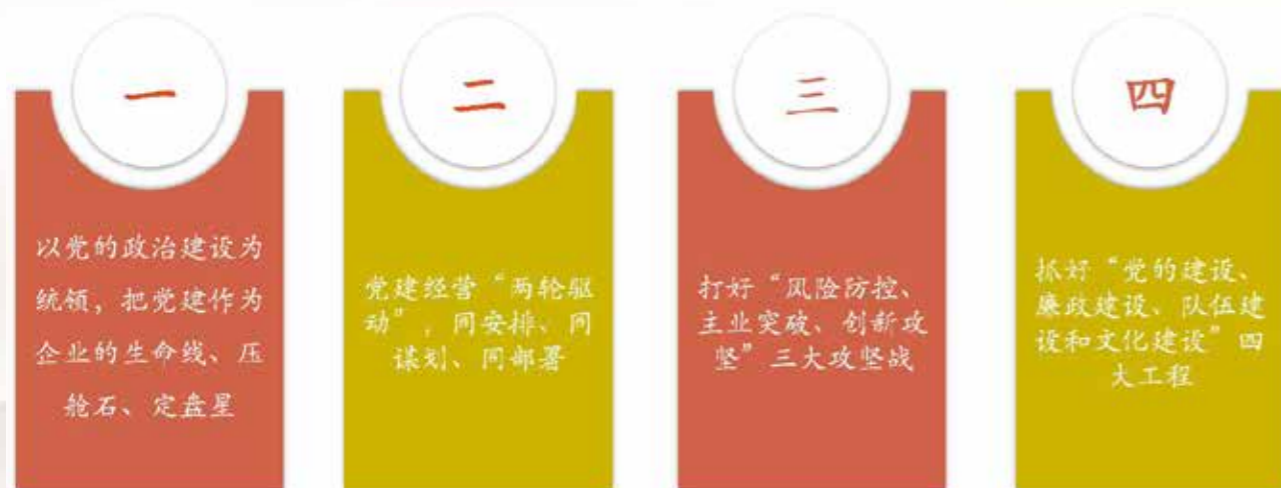 一
以党的政治建设为
统领，把党建作为
企业的生命线、压
舱石、定盘星
二
党建经营“两轮驱
动”，同安排、同
谋划、同部署
三
打好“风险防控、
主业突破、创新攻
坚”三大攻坚战
四
抓好“党的建设、
廉政建设、队伍建
设和文化建设”四
大工程